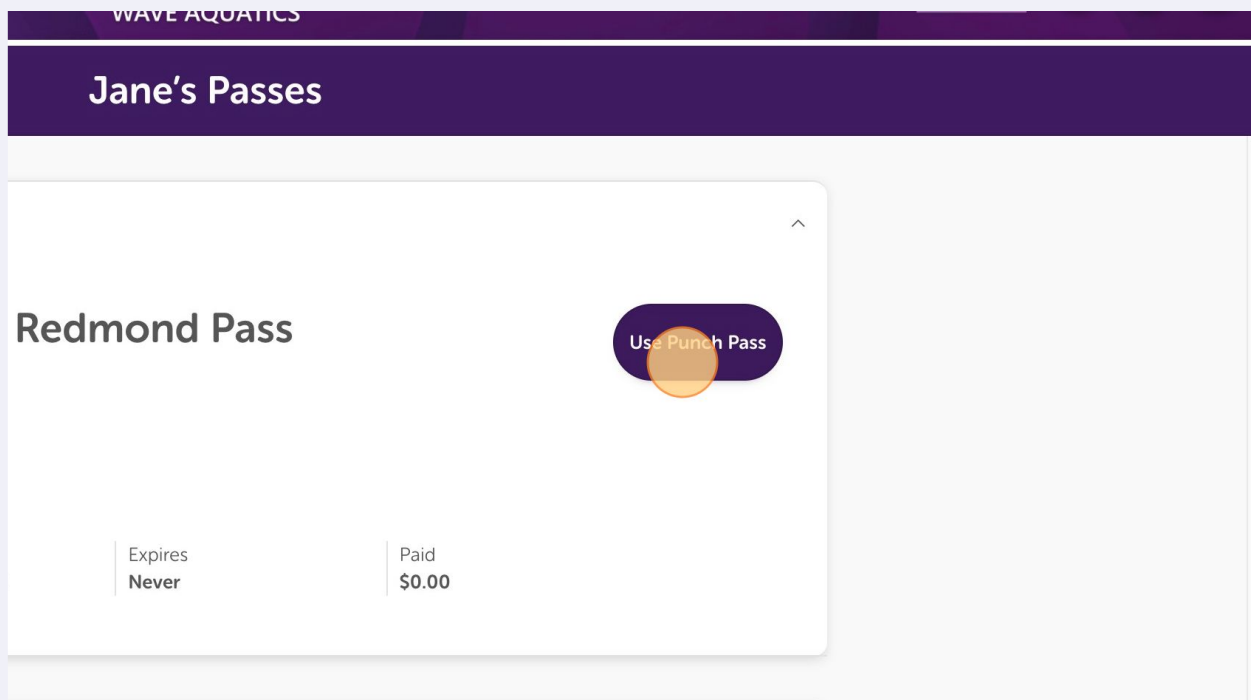 WAVE AQUATICS
Jane's Passes
Redmond Pass
Use Punch Pass
Expires
Never
Paid
$0.00